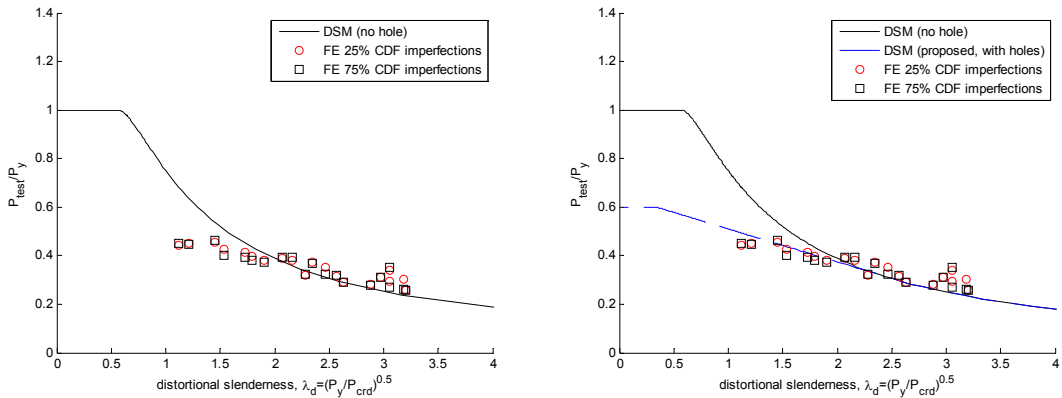 1.4
1.2
1
0.8
0.6
0.4
0.2
0
P_test/P_y
DSM (no hole)
FE 25% CDF imperfections
FE 75% CDF imperfections
0 0.5 1 1.5 2 2.5 3 3.5 4
distortional slenderness, λ_d=(P_y/P_crd)^0.5
1.4
1.2
1
0.8
0.6
0.4
0.2
0
P_test/P_y
DSM (no hole)
DSM (proposed, with holes)
FE 25% CDF imperfections
FE 75% CDF imperfections
0 0.5 1 1.5 2 2.5 3 3.5 4
distortional slenderness, λ_d=(P_y/P_crd)^0.5